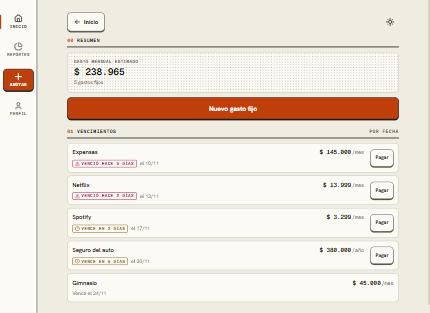 INICIO
REPORTES
ANOTAR
PERFIL
← Inicio
00 RESUMEN
GASTO MENSUAL ESTIMADO
$ 238.965
5 gastos fijos
Nuevo gasto fijo
01 VENCIMIENTOS
POR FECHA
Expensas
$ 145.000/mes
VENCIÓ HACE 5 DÍAS el 10/11
Pagar
Netflix
$ 13.999/mes
VENCIÓ HACE 2 DÍAS el 13/11
Pagar
Spotify
$ 3.299/mes
VENCE EN 2 DÍAS el 17/11
Pagar
Seguro del auto
$ 380.000/año
VENCE EN 5 DÍAS el 20/11
Pagar
Gimnasio
$ 45.000/mes
Vence el 24/11